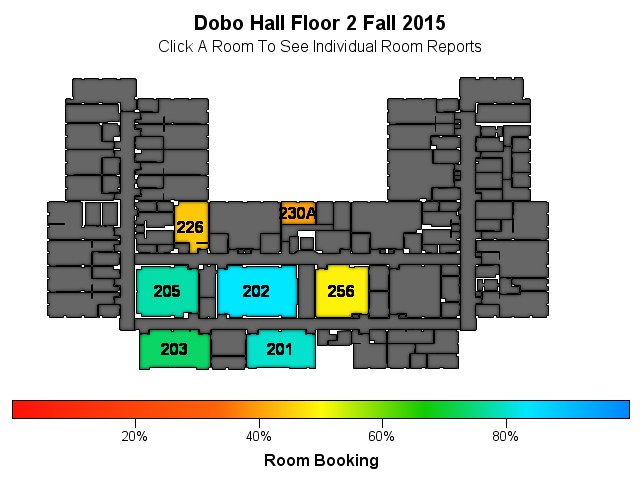 Dobo Hall Floor 2 Fall 2015
Click A Room To See Individual Room Reports
230A
226
205
202
256
203
201
20%
40%
60%
80%
Room Booking